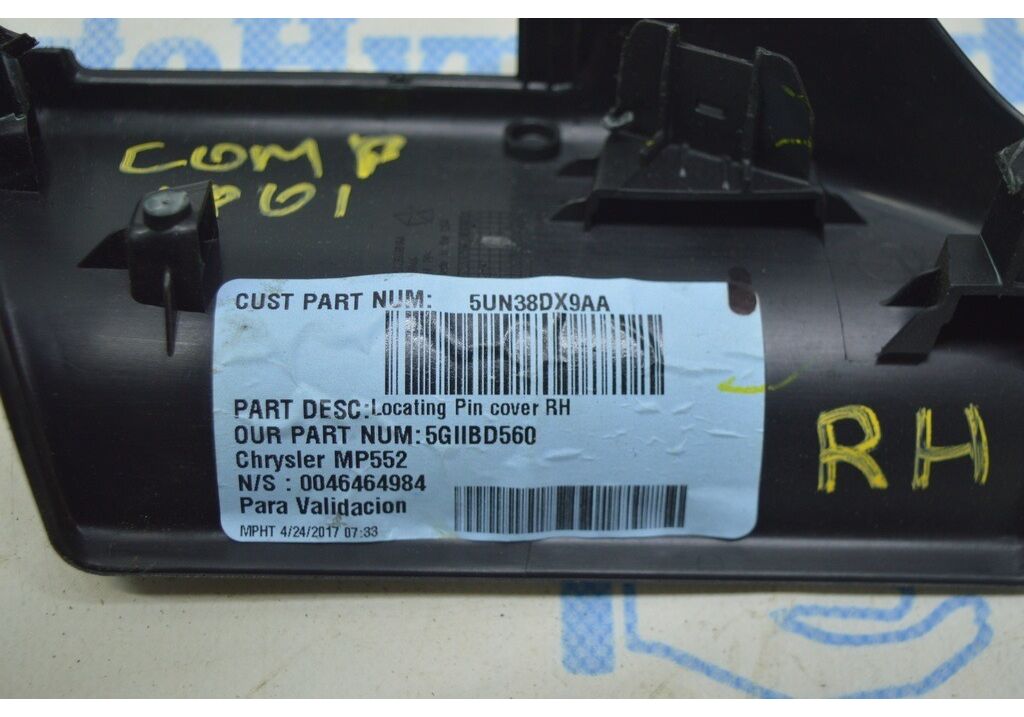 COMP
CUST PART NUM: 5UN38DX9AA
PART DESC:Locating Pin cover RH
OUR PART NUM:5GIIBD560
Chrysler MP552
N/S : 0046464984
Para Validacion
MPHT 4/24/2017 07:33
RH